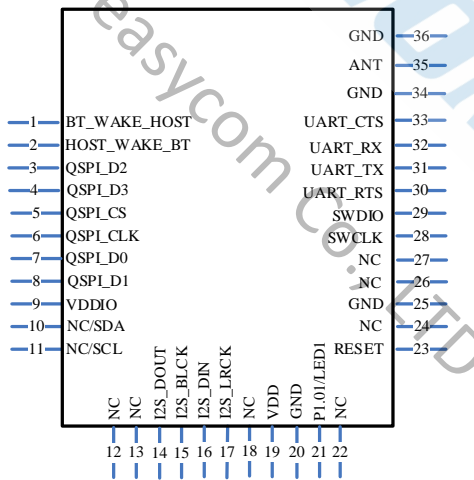 GND 36
ANT 35
GND 34
1 BT_WAKE_HOST
UART_CTS 33
2 HOST_WAKE_BT
UART_RX 32
3 QSPI_D2
UART_TX 31
4 QSPI_D3
UART_RTS 30
5 QSPI_CS
SWDIO 29
6 QSPI_CLK
SWCLK 28
7 QSPI_D0
NC 27
8 QSPI_D1
NC 26
9 VDDIO
GND 25
10 NC/SDA
NC 24
11 NC/SCL
RESET 23
NC
NC
I2S_DOUT
I2S_BLCK
I2S_DIN
I2S_LRCK
NC
VDD
GND
P1.01/LED1
NC
12 13 14 15 16 17 18 19 20 21 22
easycom Co., LTD